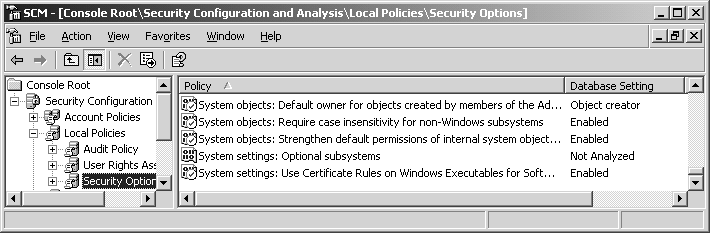 SCM - [Console Root\Security Configuration and Analysis\Local Policies\Security Options]
File Action View Favorites Window Help
Console Root
Security Configuration
Account Policies
Local Policies
Audit Policy
User Rights Ass
Security Option
Policy Database Setting
System objects: Default owner for objects created by members of the Ad... Object creator
System objects: Require case insensitivity for non-Windows subsystems Enabled
System objects: Strengthen default permissions of internal system objec... Enabled
System settings: Optional subsystems Not Analyzed
System settings: Use Certificate Rules on Windows Executables for Soft... Enabled